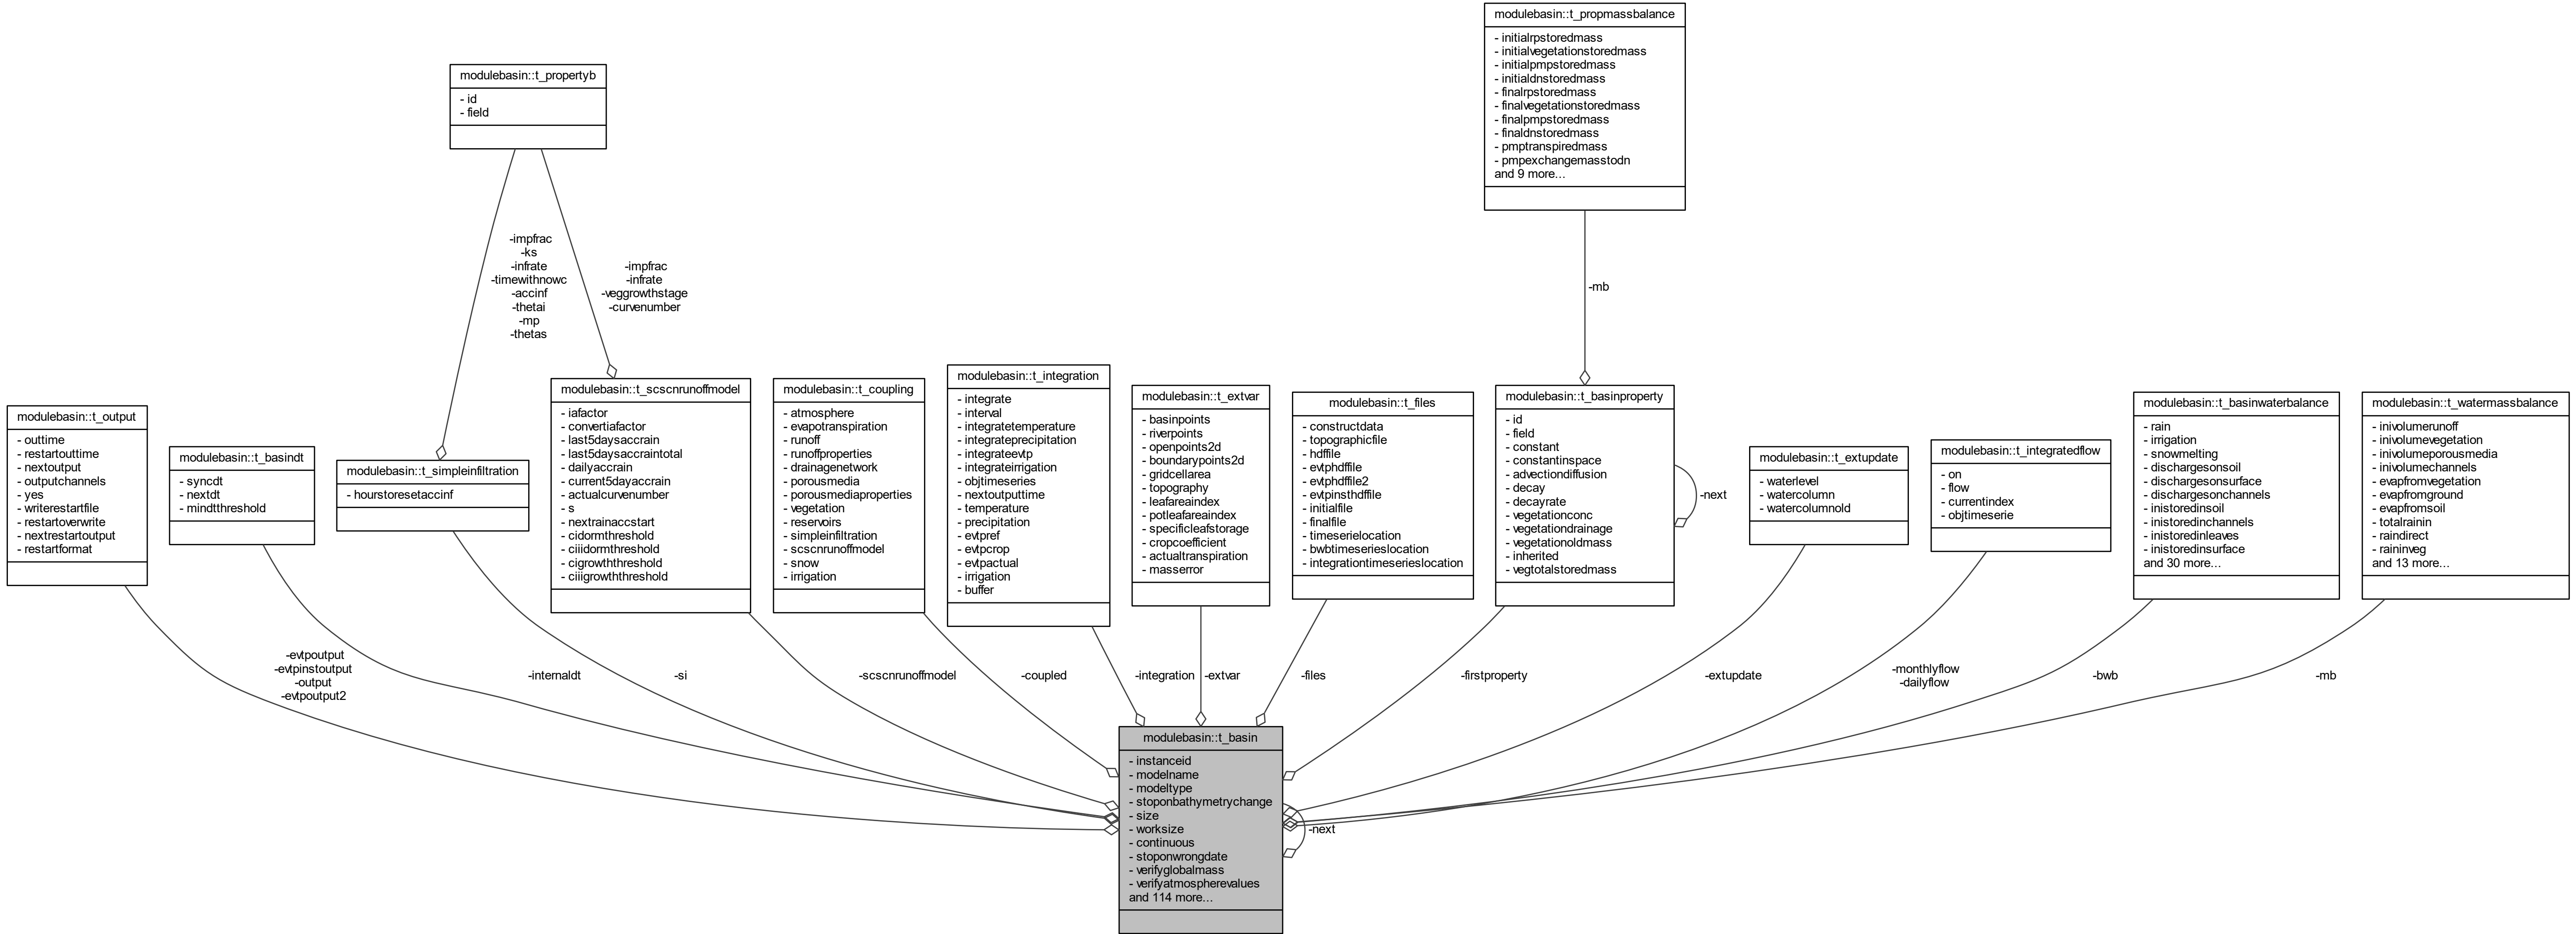 modulebasin::t_propmassbalance
- initialrpstoredmass
- initialvegetationstoredmass
- initialpmpstoredmass
- initialdnstoredmass
- finalrpstoredmass
- finalvegetationstoredmass
- finalpmpstoredmass
- finaldnstoredmass
- pmptranspiredmass
- pmpexchangemasstodn
and 9 more...
modulebasin::t_propertyb
- id
- field
-impfrac
-ks
-infrate
-timewithnowc
-accinf
-thetai
-mp
-thetas
-impfrac
-infrate
-veggrowthstage
-curvenumber
-mb
modulebasin::t_output
- outtime
- restartouttime
- nextoutput
- outputchannels
- yes
- writerestartfile
- restartoverwrite
- nextrestartoutput
- restartformat
modulebasin::t_basindt
- syncdt
- nextdt
- mindtthreshold
modulebasin::t_simpleinfiltration
- hourstoresetaccinf
modulebasin::t_scscnrunoffmodel
- iafactor
- convertiafactor
- last5daysaccrain
- last5daysaccraintotal
- dailyaccrain
- current5dayaccrain
- actualcurvenumber
- s
- nextrainaccstart
- cidormthreshold
- ciiidormthreshold
- cigrowththreshold
- ciiigrowththreshold
modulebasin::t_coupling
- atmosphere
- evapotranspiration
- runoff
- runoffproperties
- drainagenetwork
- porousmedia
- porousmediaproperties
- vegetation
- reservoirs
- simpleinfiltration
- scscnrunoffmodel
- snow
- irrigation
modulebasin::t_integration
- integrate
- interval
- integratetemperature
- integrateprecipitation
- integrateevtp
- integrateirrigation
- objtimeseries
- nextoutputtime
- temperature
- precipitation
- evtpref
- evtpcrop
- evtpactual
- irrigation
- buffer
modulebasin::t_extvar
- basinpoints
- riverpoints
- openpoints2d
- boundarypoints2d
- gridcellarea
- topography
- leafareaindex
- potleafareaindex
- specificleafstorage
- cropcoefficient
- actualtranspiration
- masserror
modulebasin::t_files
- constructdata
- topographicfile
- hdffile
- evtphdffile
- evtphdffile2
- evtpinsthdffile
- initialfile
- finalfile
- timeserielocation
- bwbtimeserieslocation
- integrationtimeserieslocation
modulebasin::t_basinproperty
- id
- field
- constant
- constantinspace
- advectiondiffusion
- decay
- decayrate
- vegetationconc
- vegetationdrainage
- vegetationoldmass
- inherited
- vegtotalstoredmass
-next
modulebasin::t_extupdate
- waterlevel
- watercolumn
- watercolumnold
modulebasin::t_integratedflow
- on
- flow
- currentindex
- objtimeserie
modulebasin::t_basinwaterbalance
- rain
- irrigation
- snowmelting
- dischargesonsoil
- dischargesonsurface
- dischargesonchannels
- inistoredinsoil
- inistoredinchannels
- inistoredinleaves
- inistoredinsurface
and 30 more...
modulebasin::t_watermassbalance
- inivolumerunoff
- inivolumevegetation
- inivolumeporousmedia
- inivolumechannels
- evapfromvegetation
- evapfromground
- evapfromsoil
- totalrainin
- raindirect
- raininveg
and 13 more...
-evtpoutput
-evtpinstoutput
-output
-evtpoutput2
-internaldt
-si
-scscnrunoffmodel
-coupled
-integration
-extvar
-files
-firstproperty
-extupdate
-monthlyflow
-dailyflow
-bwb
-mb
modulebasin::t_basin
- instanceid
- modelname
- modeltype
- stoponbathymetrychange
- size
- worksize
- continuous
- stoponwrongdate
- verifyglobalmass
- verifyatmospherevalues
and 114 more...
-next